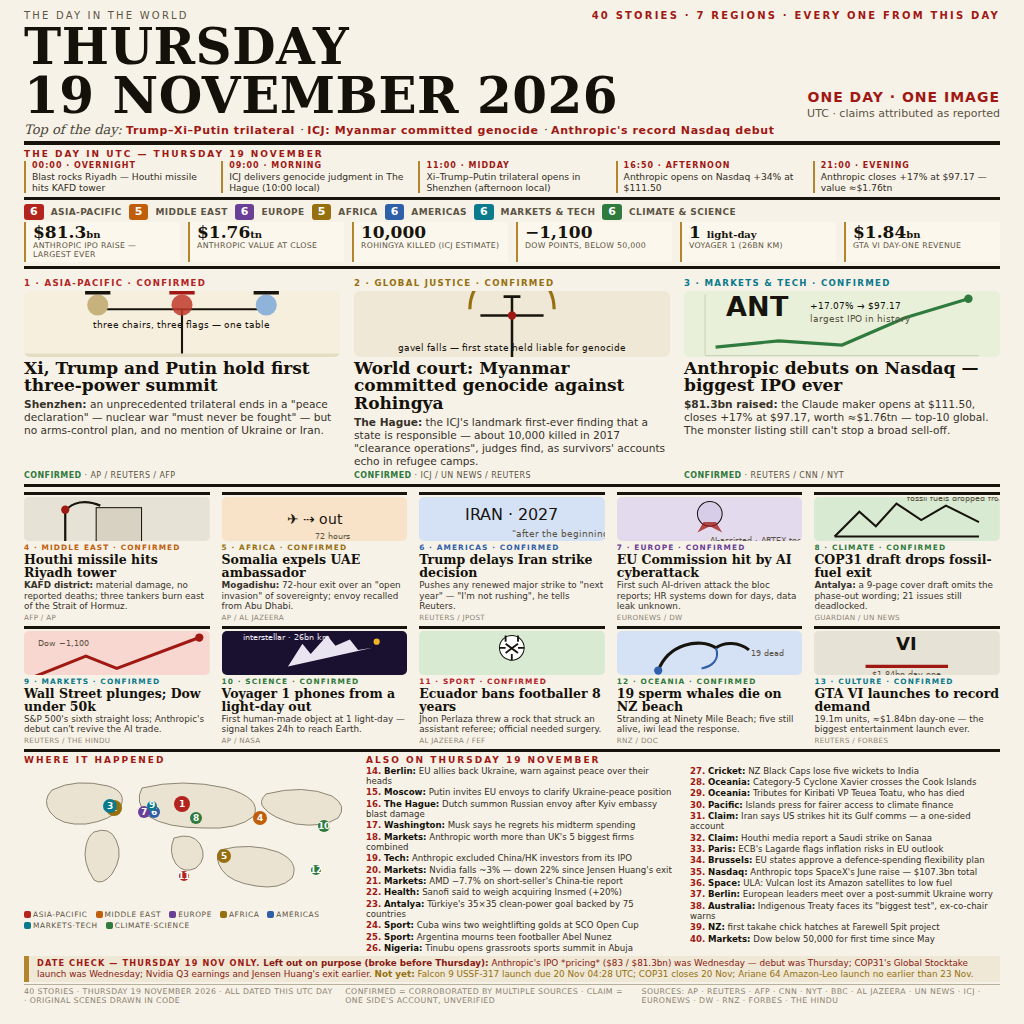 THE DAY IN THE WORLD
40 STORIES · 7 REGIONS · EVERY ONE FROM THIS DAY
THURSDAY
19 NOVEMBER 2026
ONE DAY · ONE IMAGE
UTC · claims attributed as reported
Top of the day: Trump–Xi–Putin trilateral · ICJ: Myanmar committed genocide · Anthropic's record Nasdaq debut
THE DAY IN UTC — THURSDAY 19 NOVEMBER
00:00 · OVERNIGHT
Blast rocks Riyadh — Houthi missile
hits KAFD tower
09:00 · MORNING
ICJ delivers genocide judgment in The
Hague (10:00 local)
11:00 · MIDDAY
Xi–Trump–Putin trilateral opens in
Shenzhen (afternoon local)
16:50 · AFTERNOON
Anthropic opens on Nasdaq +34% at
$111.50
21:00 · EVENING
Anthropic closes +17% at $97.17 —
value ≈$1.76tn
6 ASIA-PACIFIC 5 MIDDLE EAST 6 EUROPE 5 AFRICA 6 AMERICAS 6 MARKETS & TECH 6 CLIMATE & SCIENCE
$81.3bn
ANTHROPIC IPO RAISE —
LARGEST EVER
$1.76tn
ANTHROPIC VALUE AT CLOSE
10,000
ROHINGYA KILLED (ICJ ESTIMATE)
−1,100
DOW POINTS, BELOW 50,000
1 light-day
VOYAGER 1 (26BN KM)
$1.84bn
GTA VI DAY-ONE REVENUE
1 · ASIA-PACIFIC · CONFIRMED
three chairs, three flags — one table
Xi, Trump and Putin hold first
three-power summit
Shenzhen: an unprecedented trilateral ends in a "peace
declaration" — nuclear war "must never be fought" — but
no arms-control plan, and no mention of Ukraine or Iran.
CONFIRMED · AP / REUTERS / AFP
2 · GLOBAL JUSTICE · CONFIRMED
gavel falls — first state held liable for genocide
World court: Myanmar
committed genocide against
Rohingya
The Hague: the ICJ's landmark first-ever finding that a
state is responsible — about 10,000 killed in 2017
"clearance operations", judges find, as survivors' accounts
echo in refugee camps.
CONFIRMED · ICJ / UN NEWS / REUTERS
3 · MARKETS & TECH · CONFIRMED
ANT
+17.07% → $97.17
largest IPO in history
Anthropic debuts on Nasdaq —
biggest IPO ever
$81.3bn raised: the Claude maker opens at $111.50,
closes +17% at $97.17, worth ≈$1.76tn — top-10 global.
The monster listing still can't stop a broad sell-off.
CONFIRMED · REUTERS / CNN / NYT
4 · MIDDLE EAST · CONFIRMED
Houthi missile hits
Riyadh tower
KAFD district: material damage, no
reported deaths; three tankers burn east
of the Strait of Hormuz.
AFP / AP
✈ ⇢ out
72 hours
5 · AFRICA · CONFIRMED
Somalia expels UAE
ambassador
Mogadishu: 72-hour exit over an "open
invasion" of sovereignty; envoy recalled
from Abu Dhabi.
AP / AL JAZEERA
IRAN · 2027
"after the beginning
6 · AMERICAS · CONFIRMED
Trump delays Iran strike
decision
Pushes any renewed major strike to "next
year" — "I'm not rushing", he tells
Reuters.
REUTERS / JPOST
7 · EUROPE · CONFIRMED
EU Commission hit by AI
cyberattack
First such AI-driven attack the bloc
reports; HR systems down for days, data
leak unknown.
EURONEWS / DW
fossil fuels dropped
8 · CLIMATE · CONFIRMED
COP31 draft drops fossil-
fuel exit
Antalya: a 9-page cover draft omits the
phase-out wording; 21 issues still
deadlocked.
GUARDIAN / UN NEWS
Dow −1,100
9 · MARKETS · CONFIRMED
Wall Street plunges; Dow
under 50k
S&P 500's sixth straight loss; Anthropic's
debut can't revive the AI trade.
REUTERS / THE HINDU
interstellar · 26bn km
10 · SCIENCE · CONFIRMED
Voyager 1 phones from a
light-day out
First human-made object at 1 light-day —
signal takes 24h to reach Earth.
AP / NASA
11 · SPORT · CONFIRMED
Ecuador bans footballer 8
years
Jhon Perlaza threw a rock that struck an
assistant referee; official needed surgery.
AL JAZEERA / FEF
19 dead
12 · OCEANIA · CONFIRMED
19 sperm whales die on
NZ beach
Stranding at Ninety Mile Beach; five still
alive, iwi lead the response.
RNZ / DOC
VI
$1.84bn day one
13 · CULTURE · CONFIRMED
GTA VI launches to record
demand
19.1m units, ≈$1.84bn day-one — the
biggest entertainment launch ever.
REUTERS / FORBES
WHERE IT HAPPENED
3
7
9
1
8
4
10
5
11
12
ASIA-PACIFIC MIDDLE EAST EUROPE AFRICA AMERICAS
MARKETS·TECH CLIMATE·SCIENCE
ALSO ON THURSDAY 19 NOVEMBER
14. Berlin: EU allies back Ukraine, warn against peace over their
heads
15. Moscow: Putin invites EU envoys to clarify Ukraine-peace position
16. The Hague: Dutch summon Russian envoy after Kyiv embassy
blast damage
17. Washington: Musk says he regrets his midterm spending
18. Markets: Anthropic worth more than UK's 5 biggest firms
combined
19. Tech: Anthropic excluded China/HK investors from its IPO
20. Markets: Nvidia falls ~3% — down 22% since Jensen Huang's exit
21. Markets: AMD −7.7% on short-seller's China-tie report
22. Health: Sanofi said to weigh acquiring Insmed (+20%)
23. Antalya: Türkiye's 35×35 clean-power goal backed by 75
countries
24. Sport: Cuba wins two weightlifting golds at SCO Open Cup
25. Sport: Argentina mourns teen footballer Abel Nunez
26. Nigeria: Tinubu opens grassroots sports summit in Abuja
27. Cricket: NZ Black Caps lose five wickets to India
28. Oceania: Category-5 Cyclone Xavier crosses the Cook Islands
29. Oceania: Tributes for Kiribati VP Teuea Toatu, who has died
30. Pacific: Islands press for fairer access to climate finance
31. Claim: Iran says US strikes hit its Gulf comms — a one-sided
account
32. Claim: Houthi media report a Saudi strike on Sanaa
33. Paris: ECB's Lagarde flags inflation risks in EU outlook
34. Brussels: EU states approve a defence-spending flexibility plan
35. Nasdaq: Anthropic tops SpaceX's June raise — $107.3bn total
36. Space: ULA: Vulcan lost its Amazon satellites to low fuel
37. Berlin: European leaders meet over a post-summit Ukraine worry
38. Australia: Indigenous Treaty faces its "biggest test", ex-co-chair
warns
39. NZ: first takahe chick hatches at Farewell Spit project
40. Markets: Dow below 50,000 for first time since May
DATE CHECK — THURSDAY 19 NOV ONLY. Left out on purpose (broke before Thursday): Anthropic's IPO *pricing* ($83 / $81.3bn) was Wednesday — debut was Thursday; COP31's Global Stocktake
launch was Wednesday; Nvidia Q3 earnings and Jensen Huang's exit earlier. Not yet: Falcon 9 USSF-317 launch due 20 Nov 04:28 UTC; COP31 closes 20 Nov; Ariane 64 Amazon-Leo launch no earlier than 23 Nov.
40 STORIES · THURSDAY 19 NOVEMBER 2026 · ALL DATED THIS UTC DAY
· ORIGINAL SCENES DRAWN IN CODE
CONFIRMED = CORROBORATED BY MULTIPLE SOURCES · CLAIM =
ONE SIDE'S ACCOUNT, UNVERIFIED
SOURCES: AP · REUTERS · AFP · CNN · NYT · BBC · AL JAZEERA · UN NEWS · ICJ ·
EURONEWS · DW · RNZ · FORBES · THE HINDU